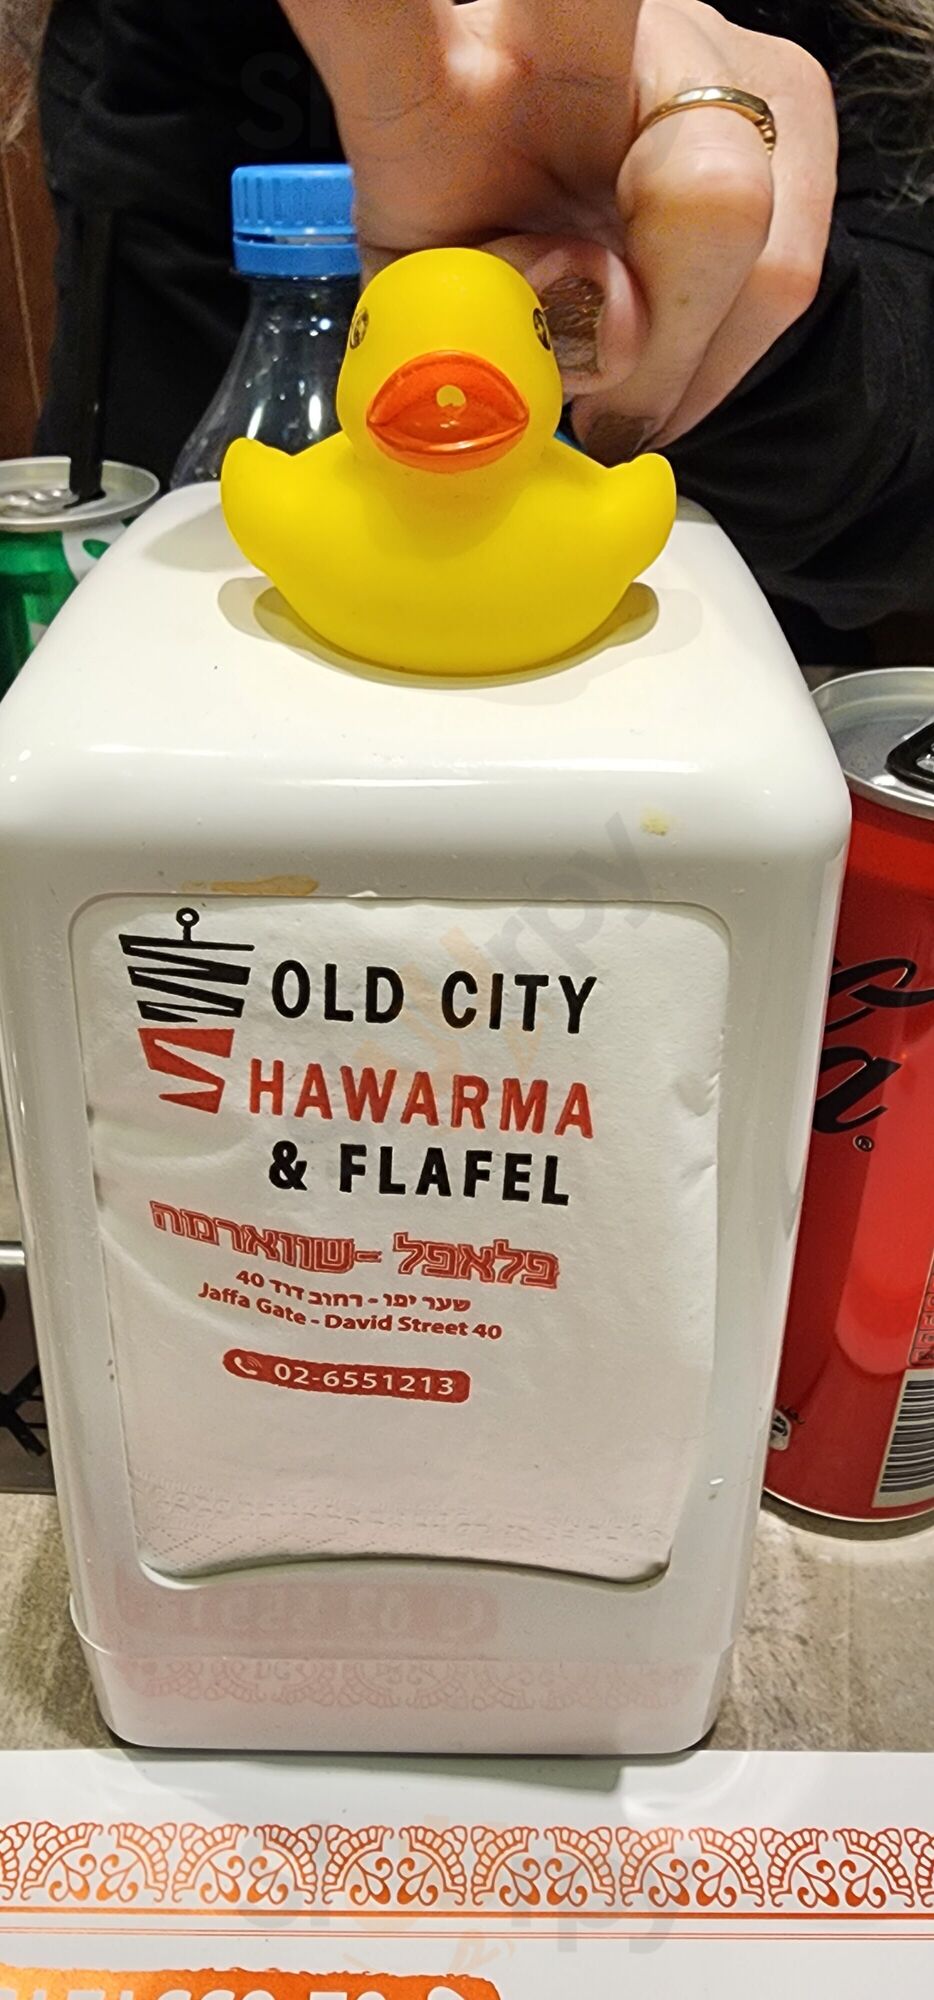 OLD CITY
SHAWARMA
& FLAFEL
פלאפל - שווארמה
שער יפו - רחוב דוד 40
Jaffa Gate - David Street 40
02-6551213